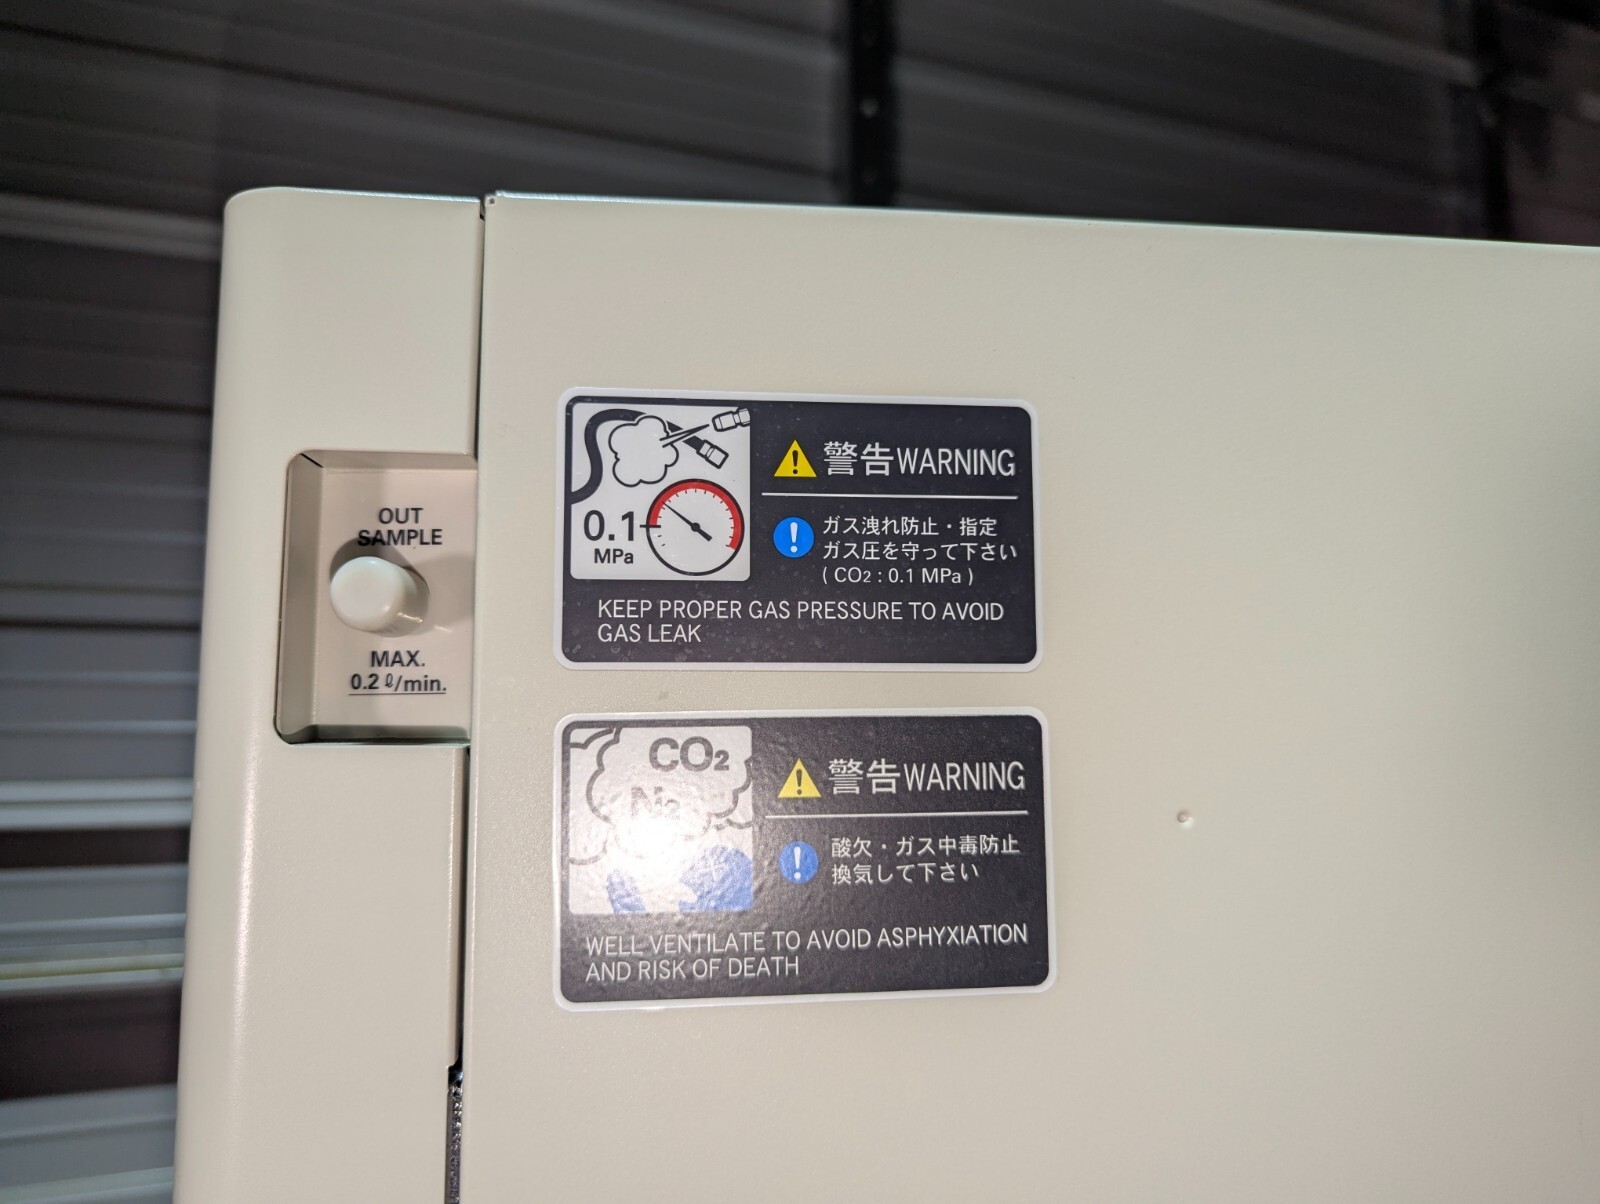 OUT
SAMPLE
MAX.
0.2ℓ/min.
0.1
MPa
警告WARNING
ガス洩れ防止・指定
ガス圧を守って下さい
(CO₂ : 0.1 MPa)
KEEP PROPER GAS PRESSURE TO AVOID
GAS LEAK
CO₂
N₂
警告WARNING
酸欠・ガス中毒防止
換気して下さい
WELL VENTILATE TO AVOID ASPHYXIATION
AND RISK OF DEATH